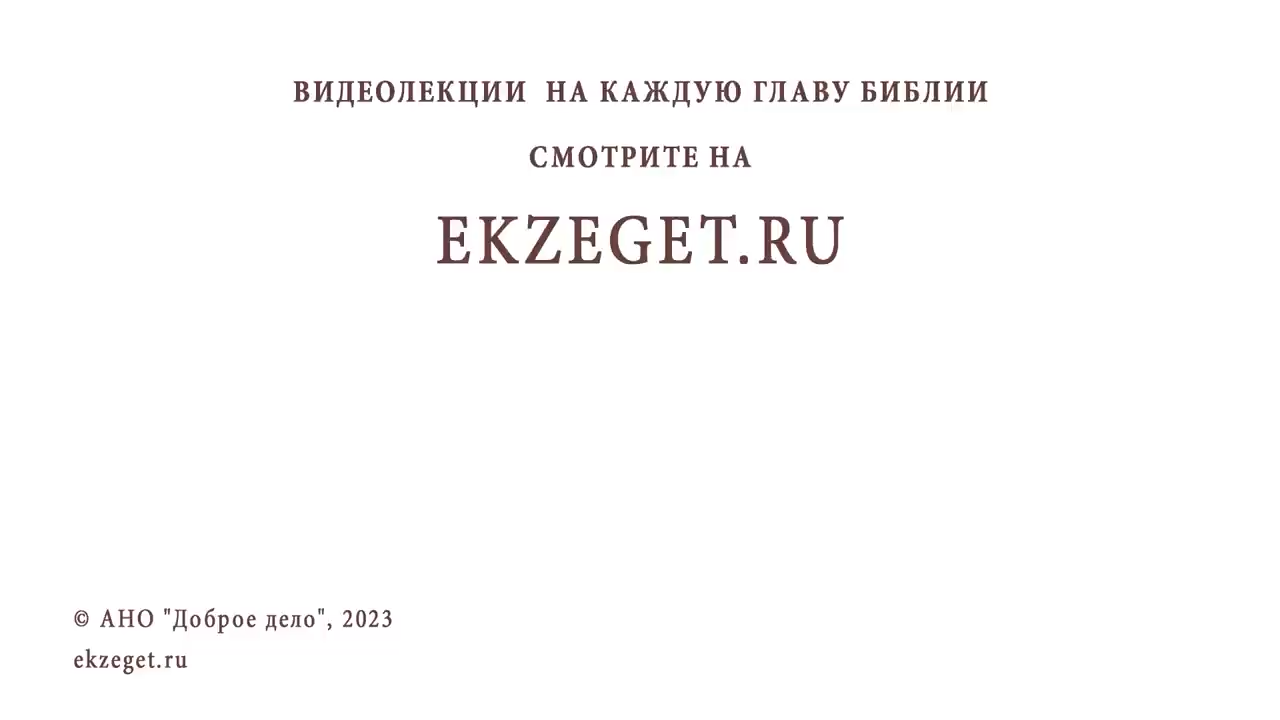 ВИДЕОЛЕКЦИИ НА КАЖДУЮ ГЛАВУ БИБЛИИ
СМОТРИТЕ НА
EKZEGET.RU
© АНО "Доброе дело", 2023
ekzeget.ru